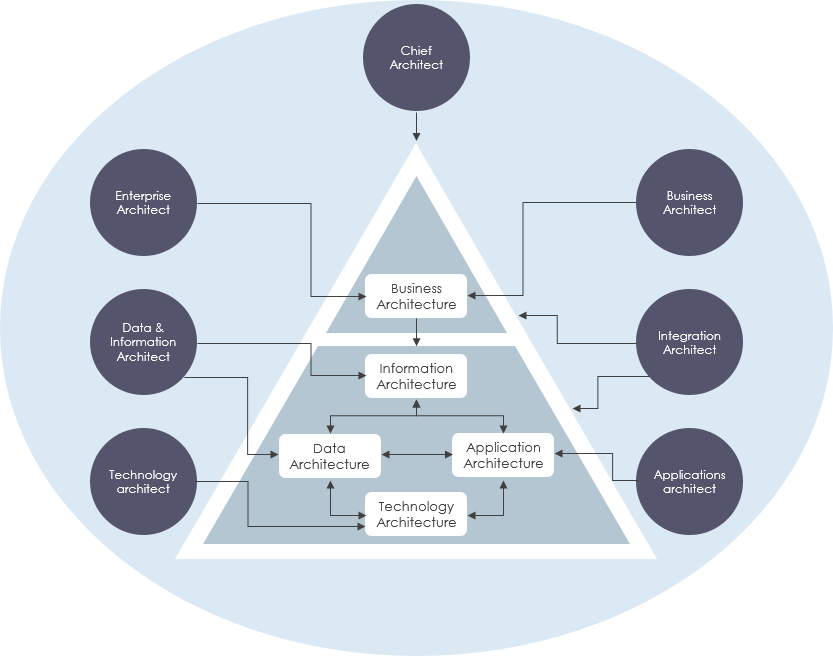 Chief
Architect
Enterprise
Architect
Business
Architect
Business
Architecture
Data &
Information
Architect
Integration
Architect
Information
Architecture
Data
Architecture
Application
Architecture
Technology
architect
Applications
architect
Technology
Architecture